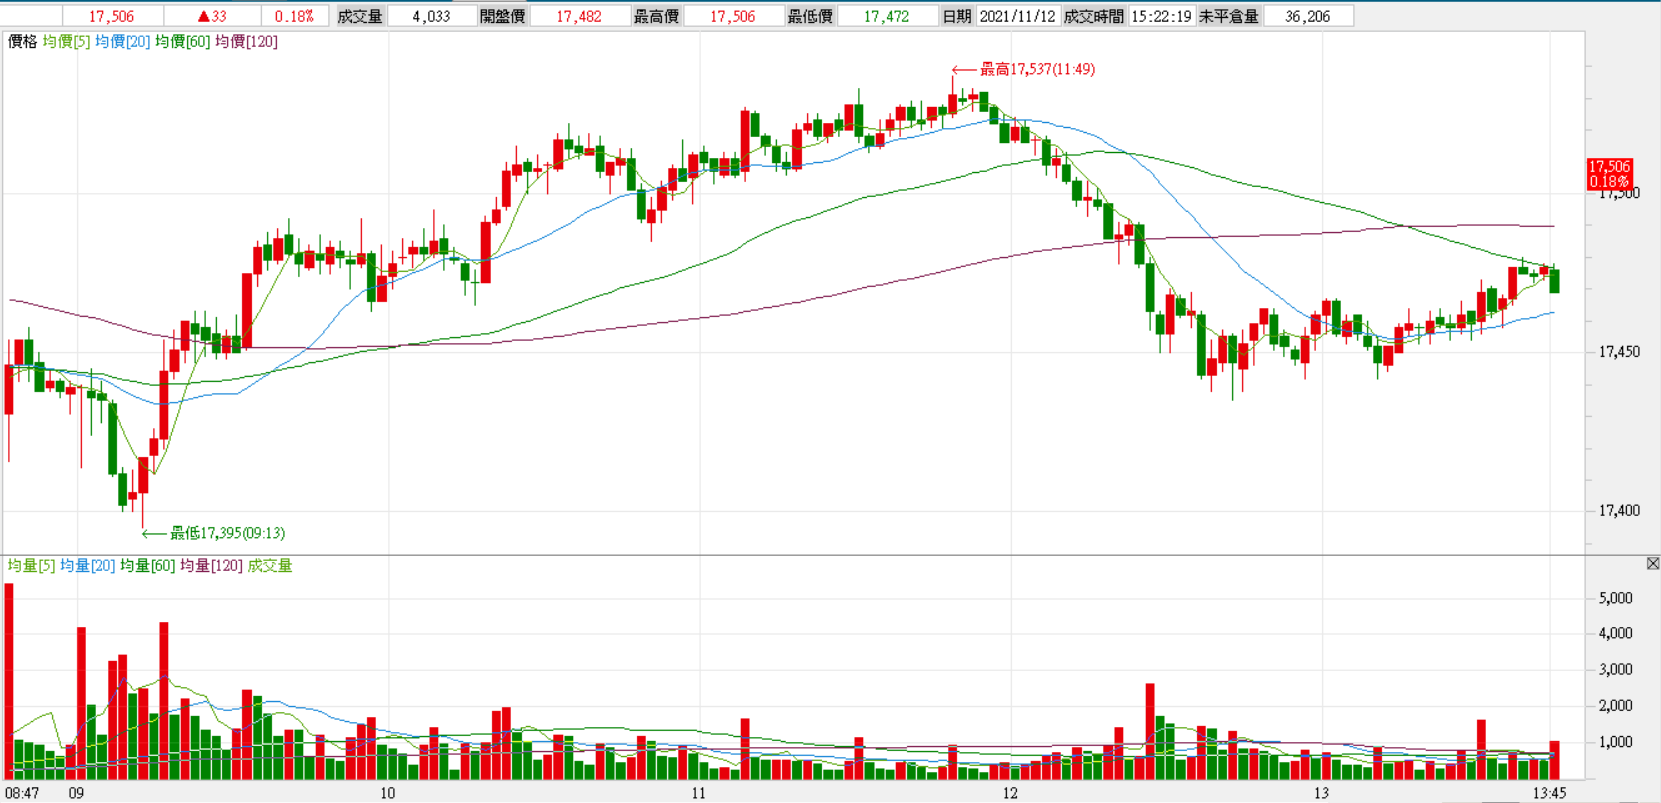 17,506 ▲33 0.18% 成交量 4,033 開盤價 17,482 最高價 17,506 最低價 17,472 日期 2021/11/12 成交時間 15:22:19 未平倉量 36,206
價格 均價[5] 均價[20] 均價[60] 均價[120]
←最高17,537(11:49)
17,506
0.18%
17,500
17,450
17,400
←最低17,395(09:13)
均量[5] 均量[20] 均量[60] 均量[120] 成交量
5,000
4,000
3,000
2,000
1,000
08:47 09 10 11 12 13 13:45